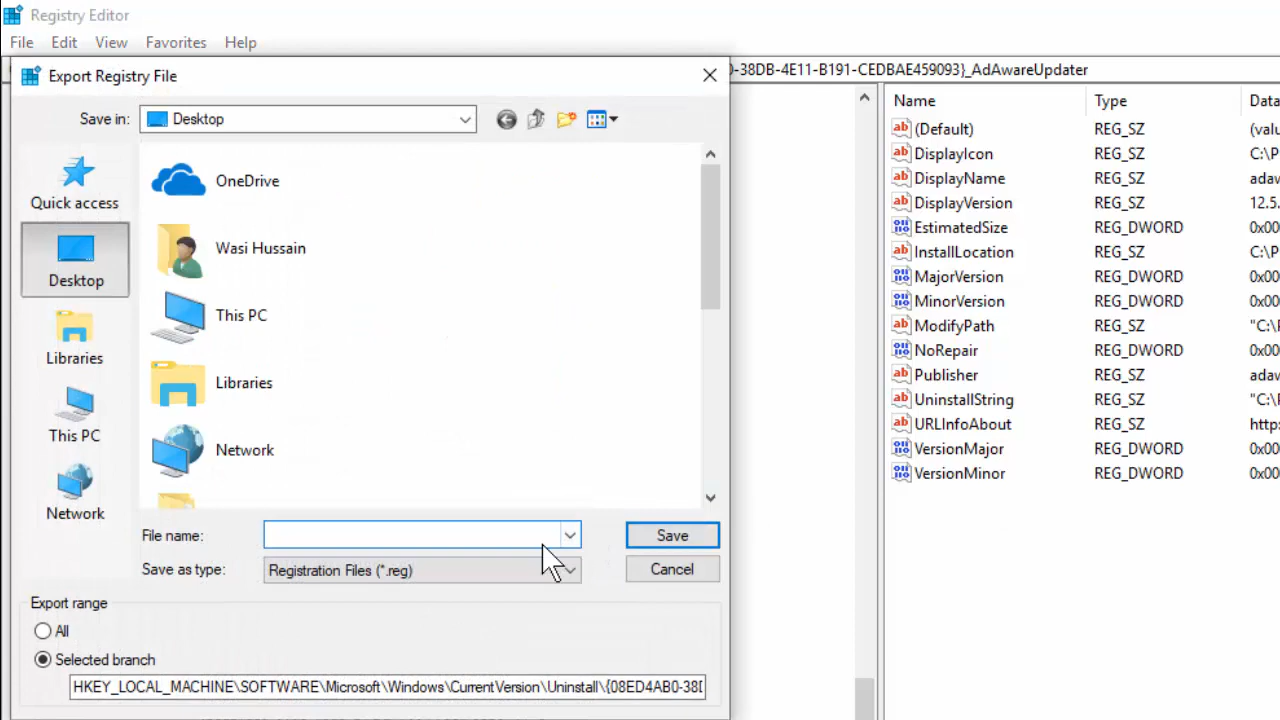 Registry Editor
File Edit View Favorites Help
Export Registry File
0-38DB-4E11-B191-CEDBAE459093}_AdAwareUpdater
Save in: Desktop
Quick access
Desktop
Libraries
This PC
Network
OneDrive
Wasi Hussain
This PC
Libraries
Network
File name: Save
Save as type: Registration Files (*.reg) Cancel
Export range
All
Selected branch
HKEY_LOCAL_MACHINE\SOFTWARE\Microsoft\Windows\CurrentVersion\Uninstall\{08ED4AB0-38D
Name Type Data
(Default) REG_SZ (valu
DisplayIcon REG_SZ C:\P
DisplayName REG_SZ adaw
DisplayVersion REG_SZ 12.5.
EstimatedSize REG_DWORD 0x00
InstallLocation REG_SZ C:\P
MajorVersion REG_DWORD 0x00
MinorVersion REG_DWORD 0x00
ModifyPath REG_SZ "C:\P
NoRepair REG_DWORD 0x00
Publisher REG_SZ adaw
UninstallString REG_SZ "C:\P
URLInfoAbout REG_SZ https
VersionMajor REG_DWORD 0x00
VersionMinor REG_DWORD 0x00